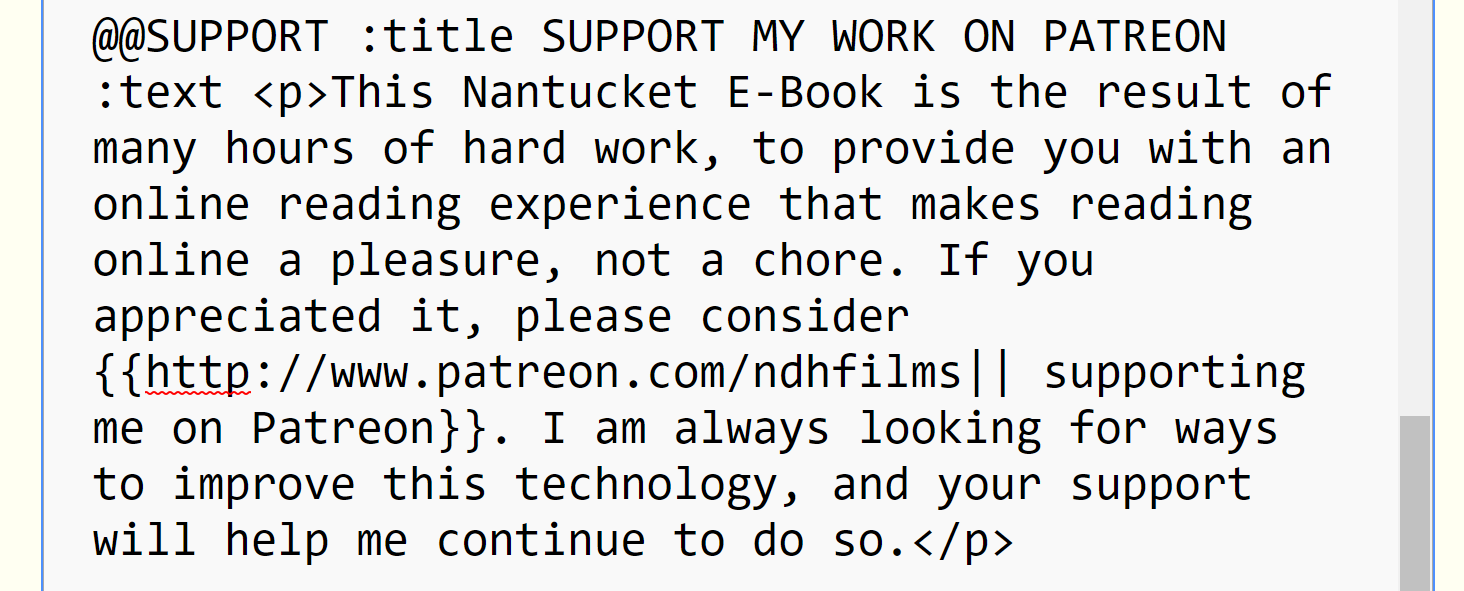 @@SUPPORT :title SUPPORT MY WORK ON PATREON
:text <p>This Nantucket E-Book is the result of
many hours of hard work, to provide you with an
online reading experience that makes reading
online a pleasure, not a chore. If you
appreciated it, please consider
{{http://www.patreon.com/ndhfilms|| supporting
me on Patreon}}. I am always looking for ways
to improve this technology, and your support
will help me continue to do so.</p>